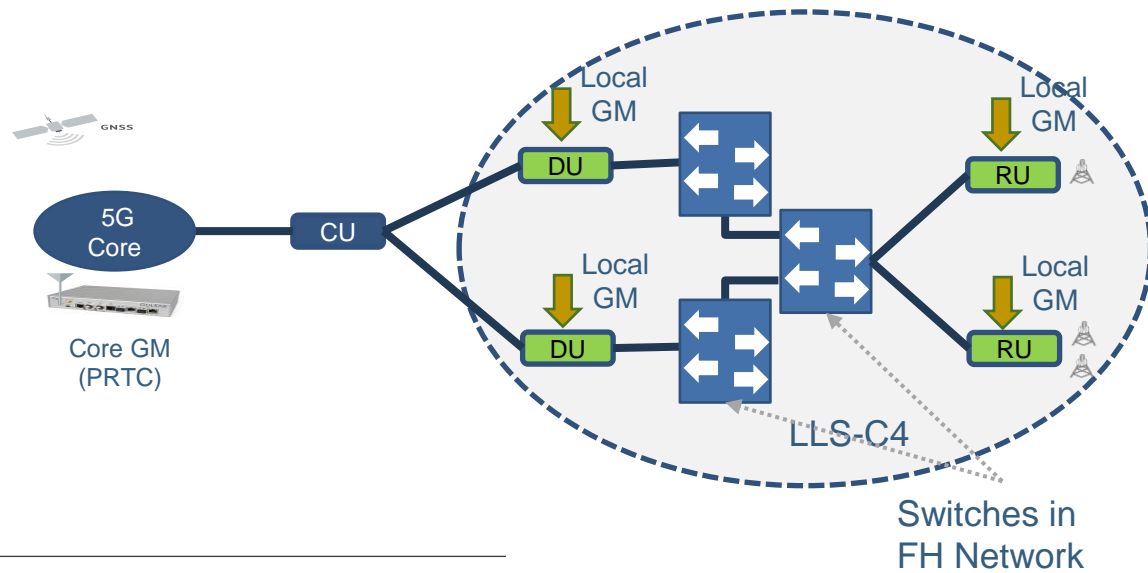 GNSS
5G
Core
Core GM
(PRTC)
CU
Local
GM
DU
Local
GM
DU
Local
GM
RU
Local
GM
RU
LLS-C4
Switches in
FH Network